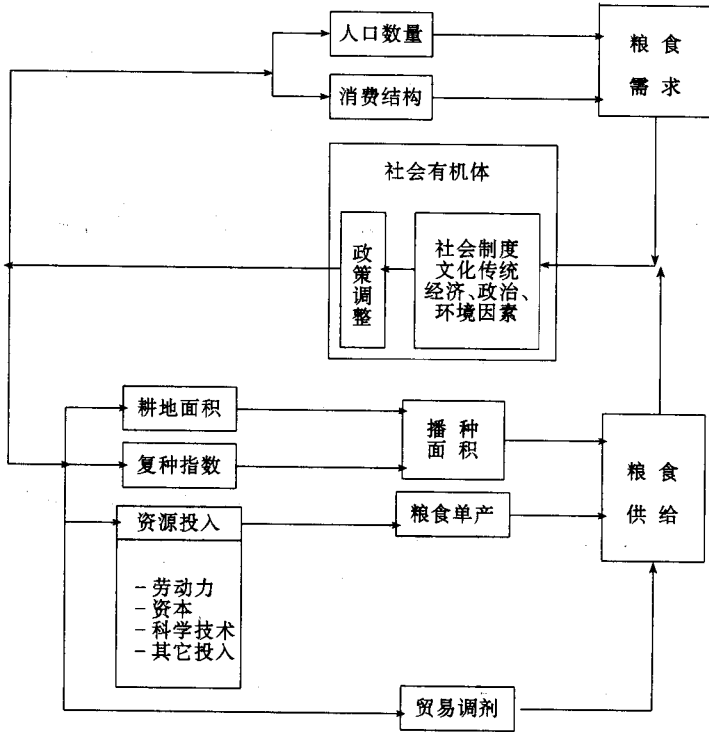 人口数量
粮食
需求
消费结构
社会有机体
政策调整
社会制度
文化传统
经济、政治、
环境因素
耕地面积
播种
面积
复种指数
粮食
供给
资源投入
粮食单产
-劳动力
-资本
-科学技术
-其它投入
贸易调剂